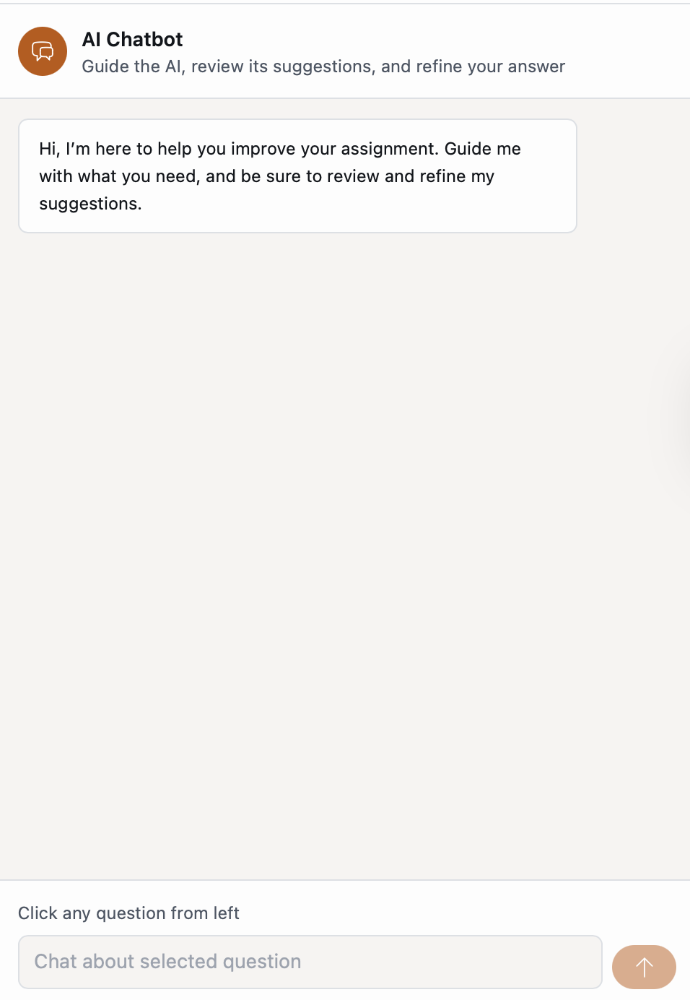 AI Chatbot
Guide the AI, review its suggestions, and refine your answer
Hi, I’m here to help you improve your assignment. Guide me
with what you need, and be sure to review and refine my
suggestions.
Click any question from left
Chat about selected question